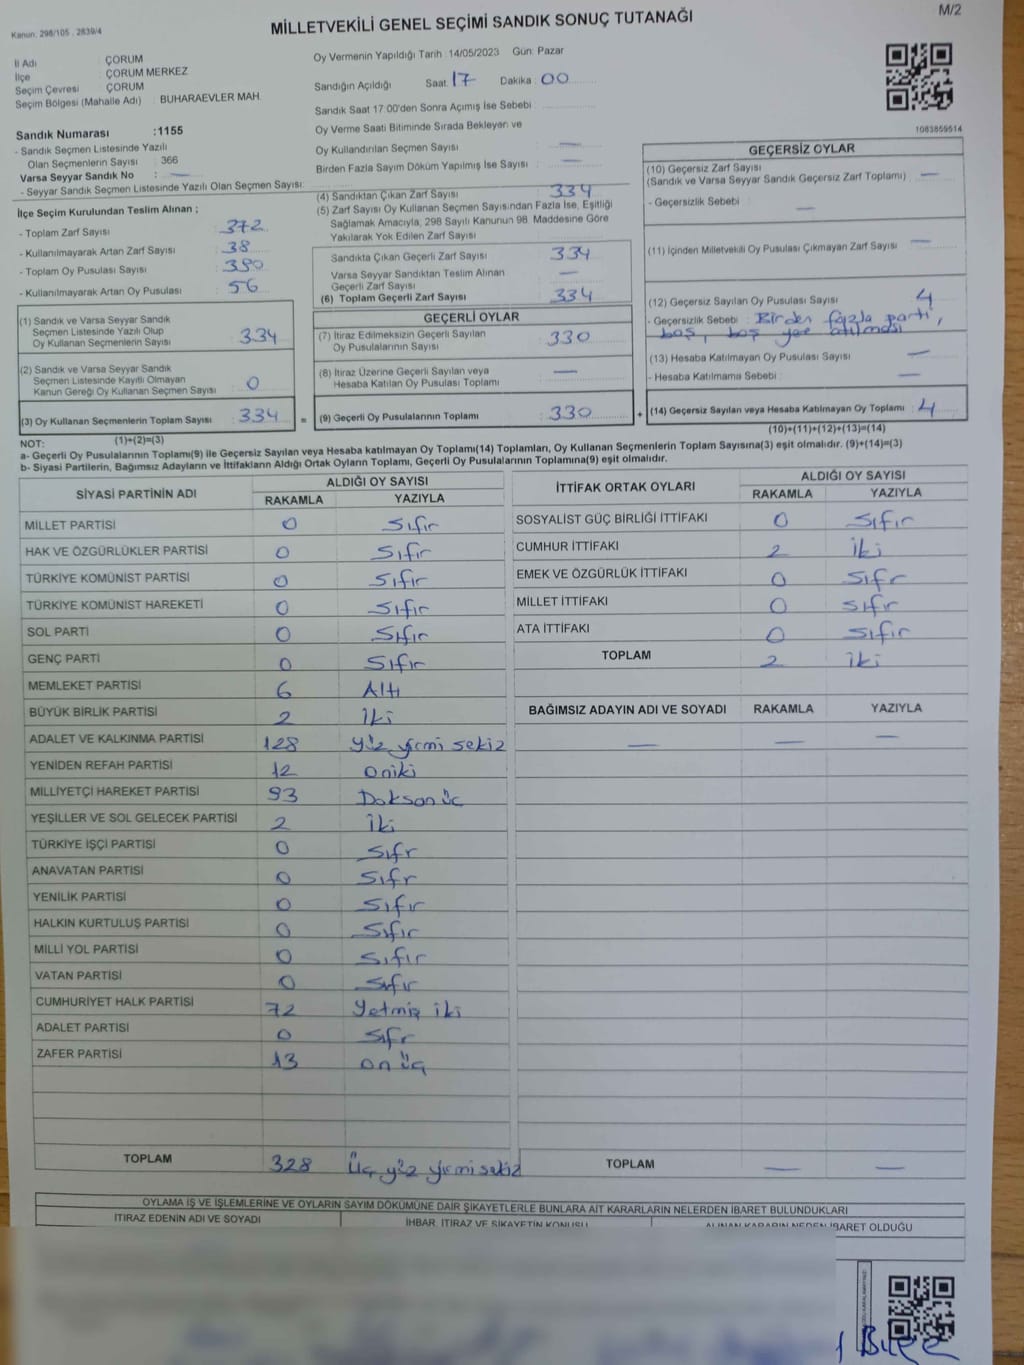 Kanun: 298/105 , 2839/4
MİLLETVEKİLİ GENEL SEÇİMİ SANDIK SONUÇ TUTANAĞI
M/2
İl Adı : ÇORUM
İlçe : ÇORUM MERKEZ
Seçim Çevresi : ÇORUM
Seçim Bölgesi (Mahalle Adı) : BUHARAEVLER MAH.
Sandık Numarası :1155
- Sandık Seçmen Listesinde Yazılı
Olan Seçmenlerin Sayısı : 366
Varsa Seyyar Sandık No : —
- Seyyar Sandık Seçmen Listesinde Yazılı Olan Seçmen Sayısı:
Oy Vermenin Yapıldığı Tarih :14/05/2023 Gün: Pazar
Sandığın Açıldığı Saat: 17 Dakika : 00
Sandık Saat 17:00'den Sonra Açımış İse Sebebi :
Oy Verme Saati Bitiminde Sırada Bekleyen ve
Oy Kullandırılan Seçmen Sayısı : —
Birden Fazla Sayım Döküm Yapılmış İse Sayısı : —
1083859514
İlçe Seçim Kurulundan Teslim Alınan ;
- Toplam Zarf Sayısı : 372
- Kullanılmayarak Artan Zarf Sayısı : 38
- Toplam Oy Pusulası Sayısı : 390
- Kullanılmayarak Artan Oy Pusulası : 56
(4) Sandıktan Çıkan Zarf Sayısı : 334
(5) Zarf Sayısı Oy Kullanan Seçmen Sayısından Fazla İse, Eşitliği
Sağlamak Amacıyla, 298 Sayılı Kanunun 98. Maddesine Göre
Yakılarak Yok Edilen Zarf Sayısı :
Sandıkta Çıkan Geçerli Zarf Sayısı : 334
Varsa Seyyar Sandıktan Teslim Alınan
Geçerli Zarf Sayısı : —
(6) Toplam Geçerli Zarf Sayısı : 334
GEÇERSİZ OYLAR
(10) Geçersiz Zarf Sayısı
(Sandık ve Varsa Seyyar Sandık Geçersiz Zarf Toplamı) : —
- Geçersizlik Sebebi : —
(11) İçinden Milletvekili Oy Pusulası Çıkmayan Zarf Sayısı : —
(12) Geçersiz Sayılan Oy Pusulası Sayısı : 4
- Geçersizlik Sebebi : Birden fazla parti,
boş, boş yere atılması
(13) Hesaba Katılmayan Oy Pusulası Sayısı : —
- Hesaba Katılmama Sebebi : —
(1) Sandık ve Varsa Seyyar Sandık
Seçmen Listesinde Yazılı Olup
Oy Kullanan Seçmenlerin Sayısı : 334
(2) Sandık ve Varsa Seyyar Sandık
Seçmen Listesinde Kayıtlı Olmayan
Kanun Gereği Oy Kullanan Seçmen Sayısı : 0
GEÇERLİ OYLAR
(7) İtiraz Edilmeksizin Geçerli Sayılan
Oy Pusulalarının Sayısı : 330
(8) İtiraz Üzerine Geçerli Sayılan veya
Hesaba Katılan Oy Pusulası Toplamı : —
(3) Oy Kullanan Seçmenlerin Toplam Sayısı : 334 = (9) Geçerli Oy Pusulalarının Toplamı : 330 + (14) Geçersiz Sayılan veya Hesaba Katılmayan Oy Toplamı : 4
NOT: (1)+(2)=(3) (10)+(11)+(12)+(13)=(14)
a- Geçerli Oy Pusulaları Toplamı(9) ile Geçersiz Sayılan veya Hesaba katılmayan Oy Toplamı(14) Toplamları, Oy Kullanan Seçmenlerin Toplam Sayısına(3) eşit olmalıdır. (9)+(14)=(3)
b- Siyasi Partilerin, Bağımsız Adayların ve İttifakların Aldığı Ortak Oyların Toplamı, Geçerli Oy Pusulalarının Toplamına(9) eşit olmalıdır.
SİYASİ PARTİNİN ADI ALDIĞI OY SAYISI
RAKAMLA YAZIYLA
MİLLET PARTİSİ 0 Sıfır
HAK VE ÖZGÜRLÜKLER PARTİSİ 0 Sıfır
TÜRKİYE KOMÜNİST PARTİSİ 0 Sıfır
TÜRKİYE KOMÜNİST HAREKETİ 0 Sıfır
SOL PARTİ 0 Sıfır
GENÇ PARTİ 0 Sıfır
MEMLEKET PARTİSİ 6 Altı
BÜYÜK BİRLİK PARTİSİ 2 İki
ADALET VE KALKINMA PARTİSİ 128 Yüz yirmi sekiz
YENİDEN REFAH PARTİSİ 12 Oniki
MİLLİYETÇİ HAREKET PARTİSİ 93 Doksan üç
YEŞİLLER VE SOL GELECEK PARTİSİ 2 İki
TÜRKİYE İŞÇİ PARTİSİ 0 Sıfır
ANAVATAN PARTİSİ 0 Sıfır
YENİLİK PARTİSİ 0 Sıfır
HALKIN KURTULUŞ PARTİSİ 0 Sıfır
MİLLİ YOL PARTİSİ 0 Sıfır
VATAN PARTİSİ 0 Sıfır
CUMHURİYET HALK PARTİSİ 72 Yetmiş iki
ADALET PARTİSİ 0 Sıfır
ZAFER PARTİSİ 13 on üç
TOPLAM 328 Üç yüz yirmi sekiz
İTTİFAK ORTAK OYLARI ALDIĞI OY SAYISI
RAKAMLA YAZIYLA
SOSYALİST GÜÇ BİRLİĞİ İTTİFAKI 0 Sıfır
CUMHUR İTTİFAKI 2 İki
EMEK VE ÖZGÜRLÜK İTTİFAKI 0 Sıfır
MİLLET İTTİFAKI 0 Sıfır
ATA İTTİFAKI 0 Sıfır
TOPLAM 2 İki
BAĞIMSIZ ADAYIN ADI VE SOYADI RAKAMLA YAZIYLA
— — —
TOPLAM — —
OYLAMA İŞ VE İŞLEMLERİNE VE OYLARIN SAYIM DÖKÜMÜNE DAİR ŞİKAYETLERLE BUNLARA AİT KARARLARIN NELERDEN İBARET BULUNDUKLARI
İTİRAZ EDENİN ADI VE SOYADI İHBAR, İTİRAZ VE ŞİKAYETİN KONUSU ALINAN KARARIN NEDEN İBARET OLDUĞU